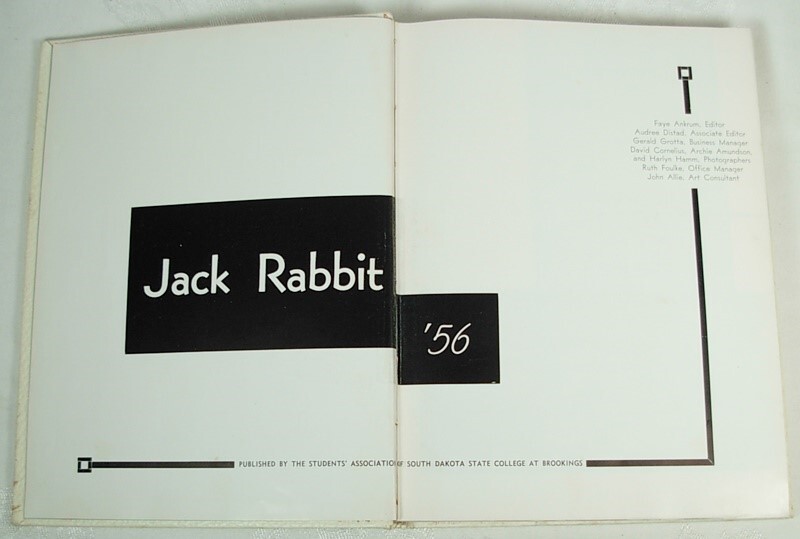 Jack Rabbit
'56
Faye Ankrum, Editor
Audree Distad, Associate Editor
Gerald Girotto, Business Manager
David Cornelius, Archie Amundson,
and Harlyn Hamm, Photographers
Ruth Foulke, Office Manager
John Allie, Art Consultant
PUBLISHED BY THE STUDENTS' ASSOCIATION OF SOUTH DAKOTA STATE COLLEGE AT BROOKINGS